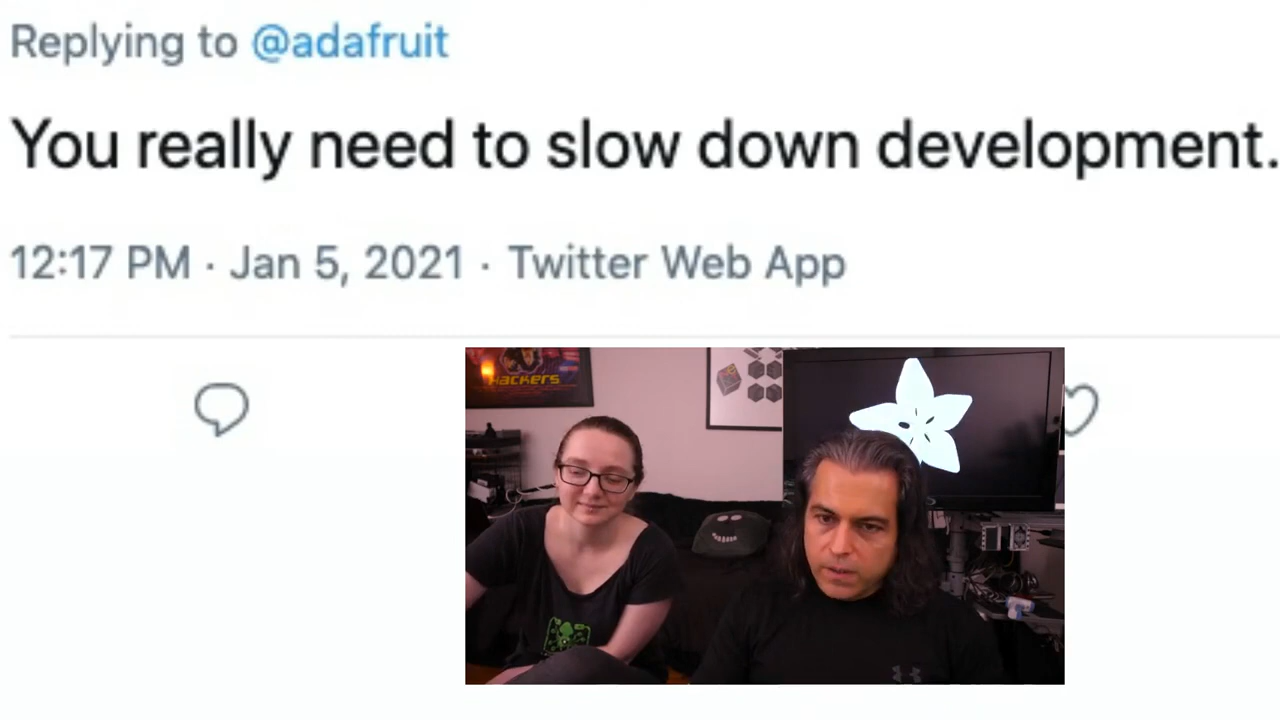 Replying to @adafruit
You really need to slow down development.
12:17 PM · Jan 5, 2021 · Twitter Web App
HACKERS